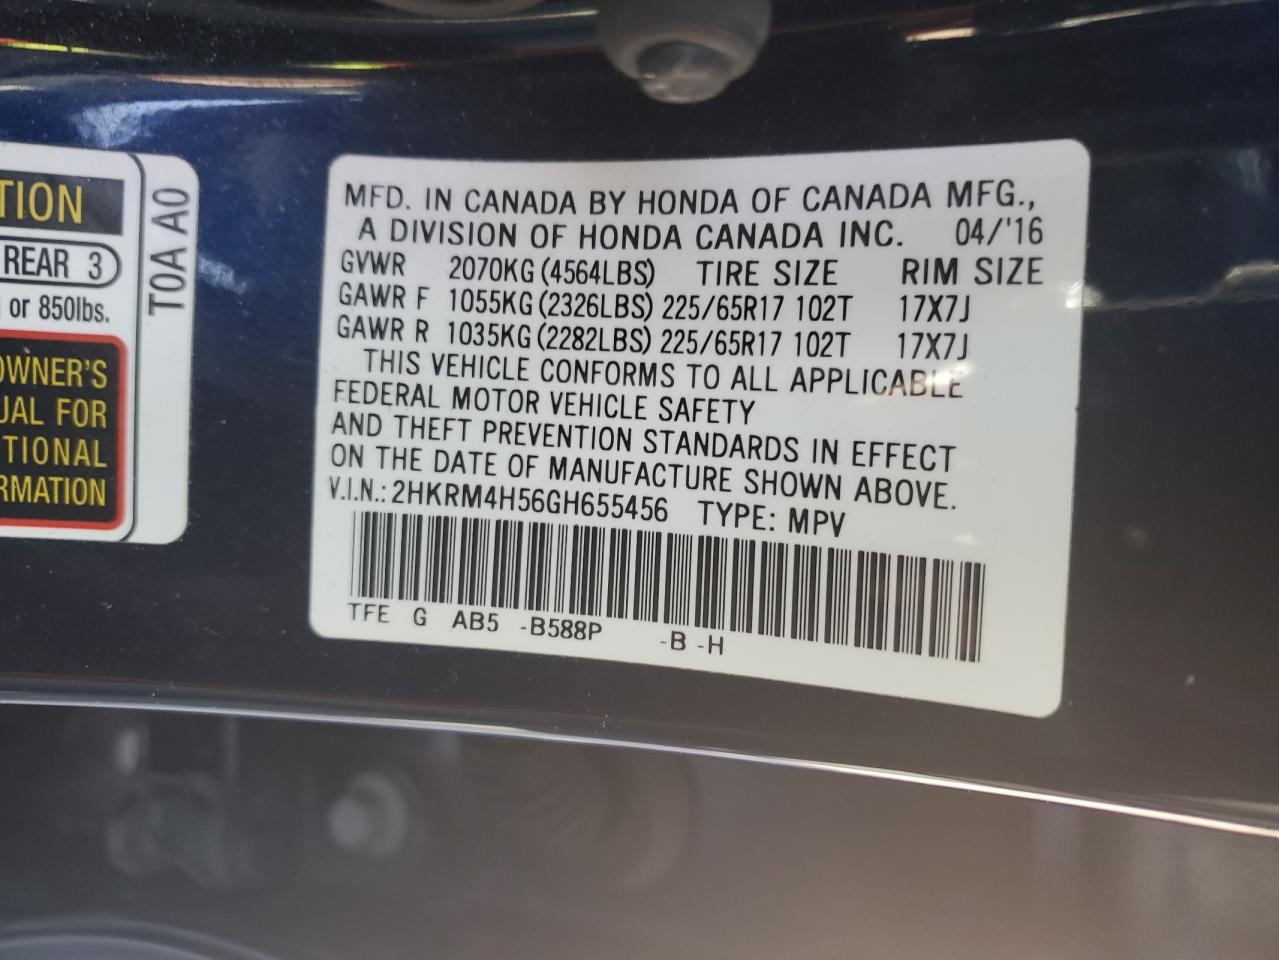 TION
REAR 3
or 850lbs.
OWNER'S
UAL FOR
TIONAL
RMATION
T0A A0
MFD. IN CANADA BY HONDA OF CANADA MFG.,
A DIVISION OF HONDA CANADA INC. 04/'16
GVWR 2070KG (4564LBS) TIRE SIZE RIM SIZE
GAWR F 1055KG (2326LBS) 225/65R17 102T 17X7J
GAWR R 1035KG (2282LBS) 225/65R17 102T 17X7J
THIS VEHICLE CONFORMS TO ALL APPLICABLE
FEDERAL MOTOR VEHICLE SAFETY
AND THEFT PREVENTION STANDARDS IN EFFECT
ON THE DATE OF MANUFACTURE SHOWN ABOVE.
V.I.N.: 2HKRM4H56GH655456 TYPE: MPV
TFE G AB5 -B588P -B -H